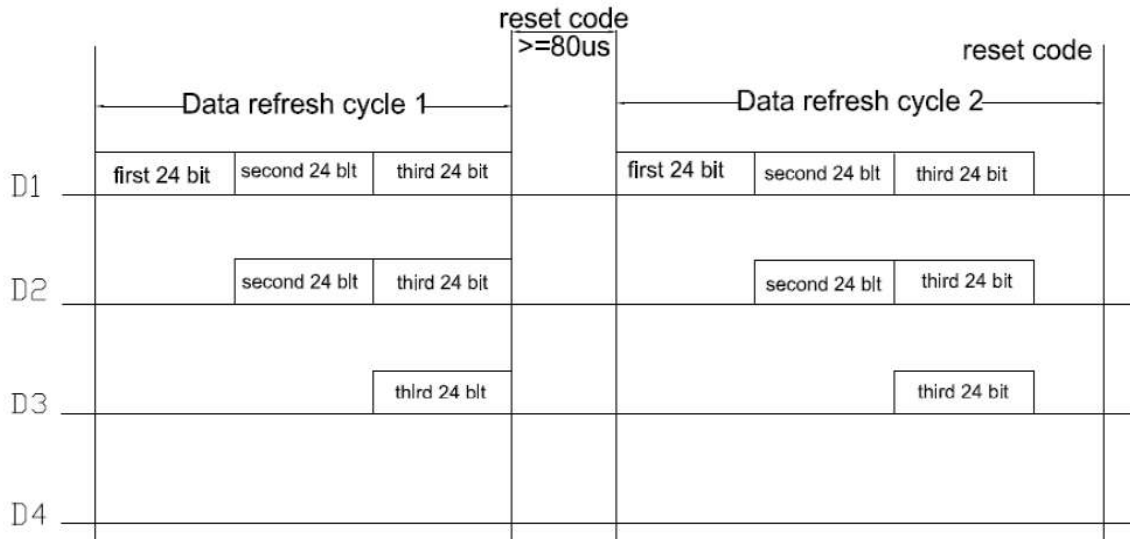 reset code
>=80us
reset code
Data refresh cycle 1
Data refresh cycle 2
D1 first 24 bit second 24 blt third 24 bit first 24 bit second 24 blt third 24 bit
D2 second 24 blt third 24 bit second 24 blt third 24 bit
D3 third 24 blt third 24 bit
D4